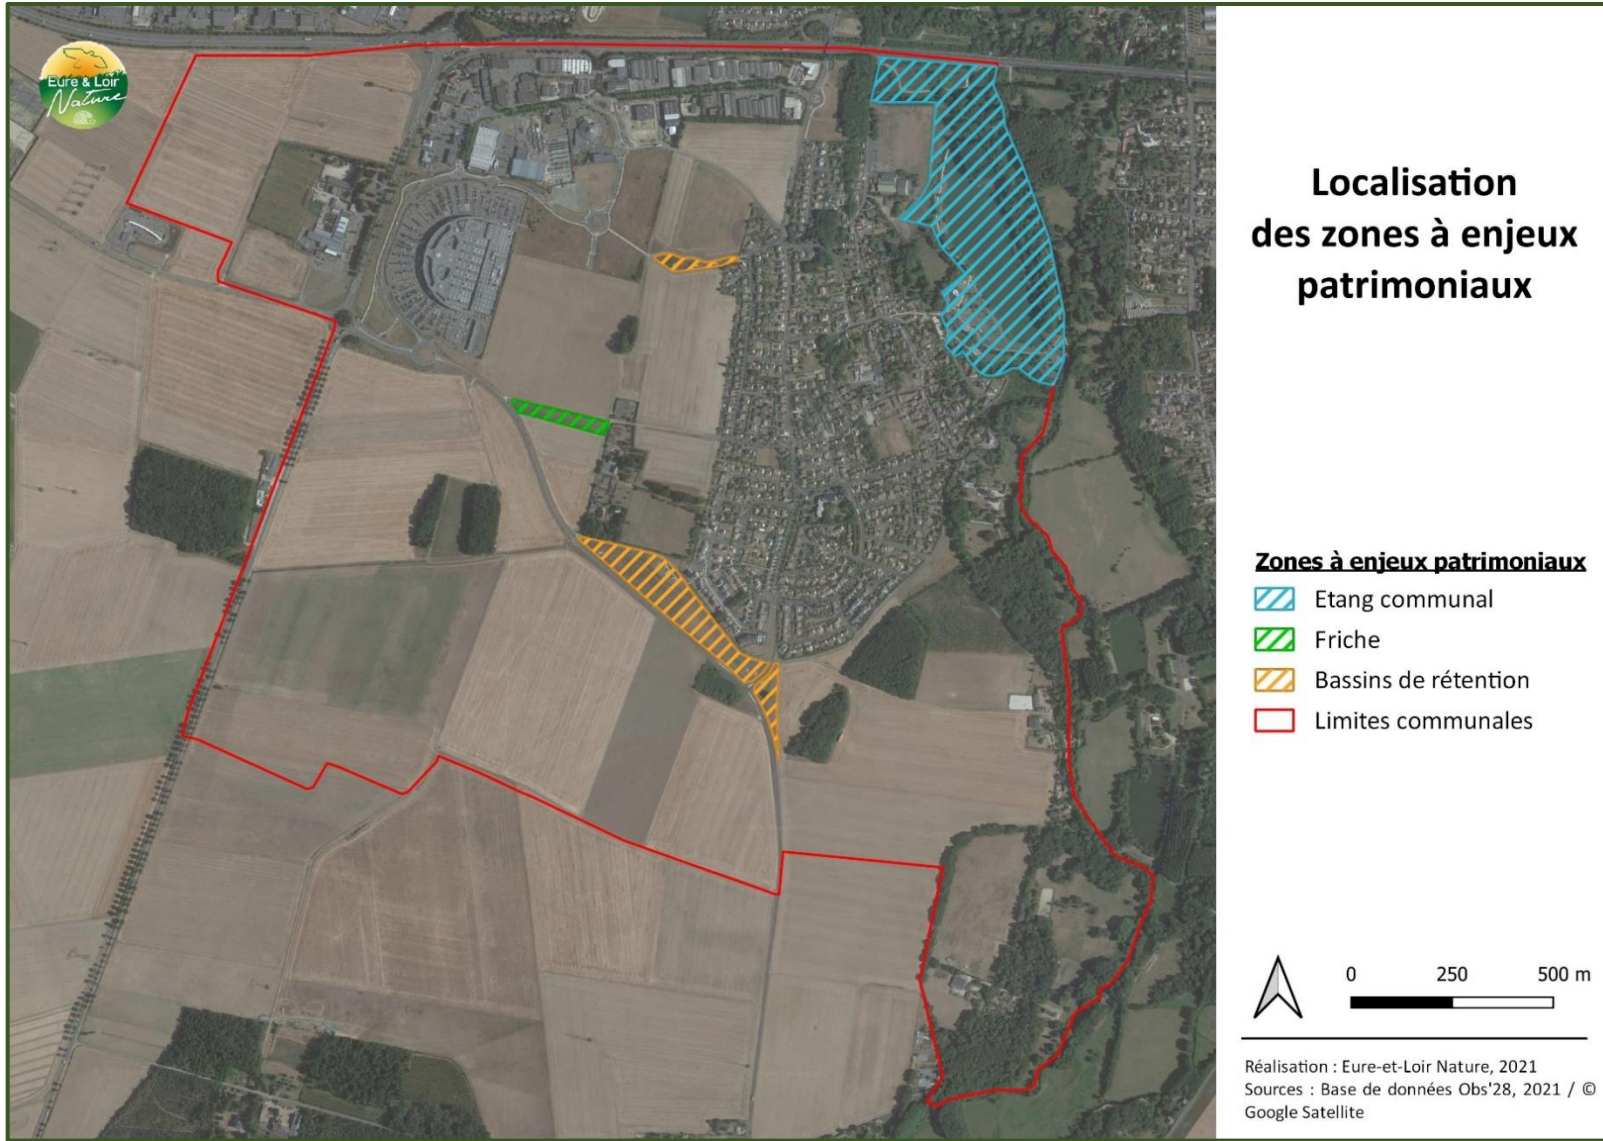 Eure & Loir
Nature
Localisation
des zones à enjeux
patrimoniaux
Zones à enjeux patrimoniaux
Etang communal
Friche
Bassins de rétention
Limites communales
0 250 500 m
Réalisation : Eure-et-Loir Nature, 2021
Sources : Base de données Obs'28, 2021 / ©
Google Satellite